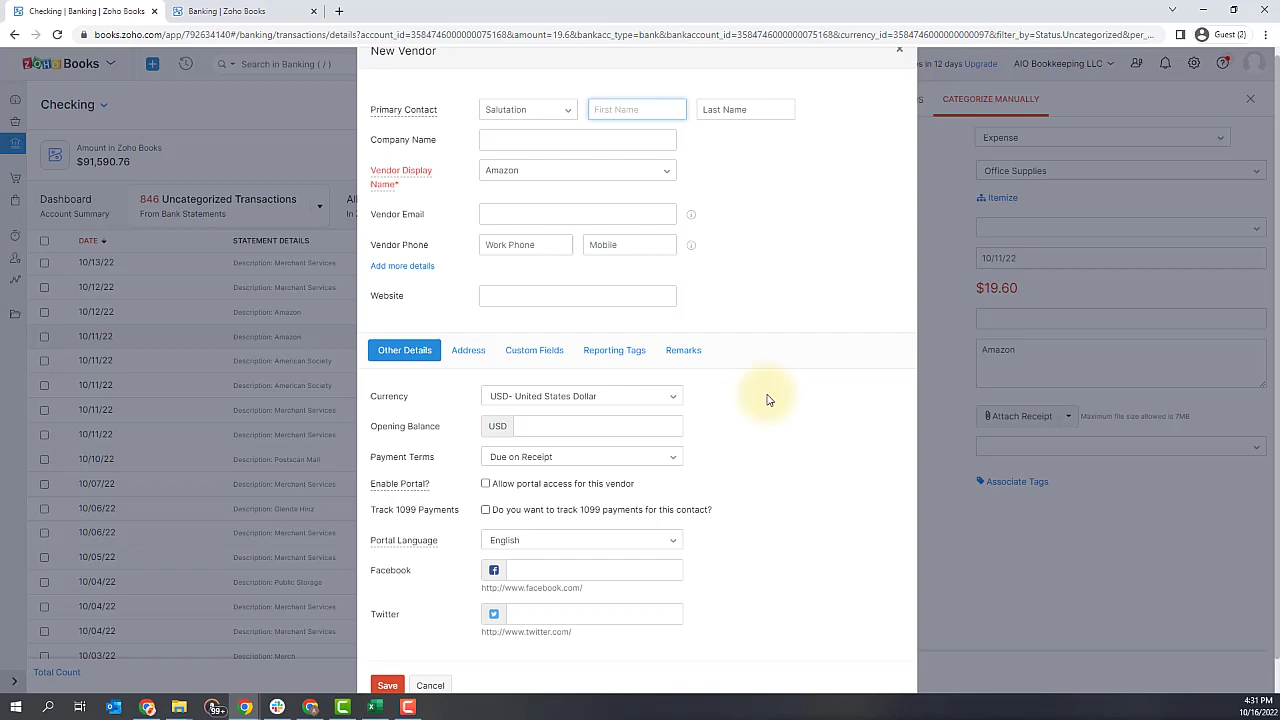 Checking | Banking | Zoho Books
Banking | Zoho Books
books.zoho.com/app/792634140#/banking/transactions/details?account_id=3584746000000075168&amount=19.6&bankacc_type=bank&bankaccount_id=3584746000000075168&currency_id=3584746000000000097&filter_by=Status.Uncategorized&per_...
Guest (2)
ZOHO Books
Search in Banking ( / )
es in 12 days Upgrade
AIO Bookkeeping LLC
New Vendor
Checking
CATEGORIZE MANUALLY
Amount in Zoho Books
$91,590.76
Dashboard
Account Summary
846 Uncategorized Transactions
From Bank Statements
All
In Z
DATE
STATEMENT DETAILS
10/13/22 Description: Merchant Services
10/12/22 Description: Merchant Services
10/12/22 Description: Amazon
10/11/22 Description: Amazon
10/11/22 Description: American Society
10/11/22 Description: American Society
10/11/22 Description: Merchant Services
10/11/22 Description: Merchant Services
10/10/22 Description: Postscan Mail
10/07/22 Description: Merchant Services
10/06/22 Description: Glenda Hinz
10/06/22 Description: Merchant Services
10/05/22 Description: Merchant Services
10/04/22 Description: Public Storage
10/04/22 Description: Merchant Services
10/04/22 Description: Merchant Services
10/03/22 Description: Merch
Total Count
Primary Contact
Salutation
First Name
Last Name
Company Name
Vendor Display
Name*
Amazon
Vendor Email
Vendor Phone
Work Phone
Mobile
Add more details
Website
Other Details
Address
Custom Fields
Reporting Tags
Remarks
Currency
USD- United States Dollar
Opening Balance
USD
Payment Terms
Due on Receipt
Enable Portal?
Allow portal access for this vendor
Track 1099 Payments
Do you want to track 1099 payments for this contact?
Portal Language
English
Facebook
http://www.facebook.com/
Twitter
http://www.twitter.com/
Save
Cancel
Expense
Office Supplies
Itemize
10/11/22
$19.60
Amazon
Attach Receipt
Maximum file size allowed is 7MB
Associate Tags
99+
4:31 PM
10/16/2022